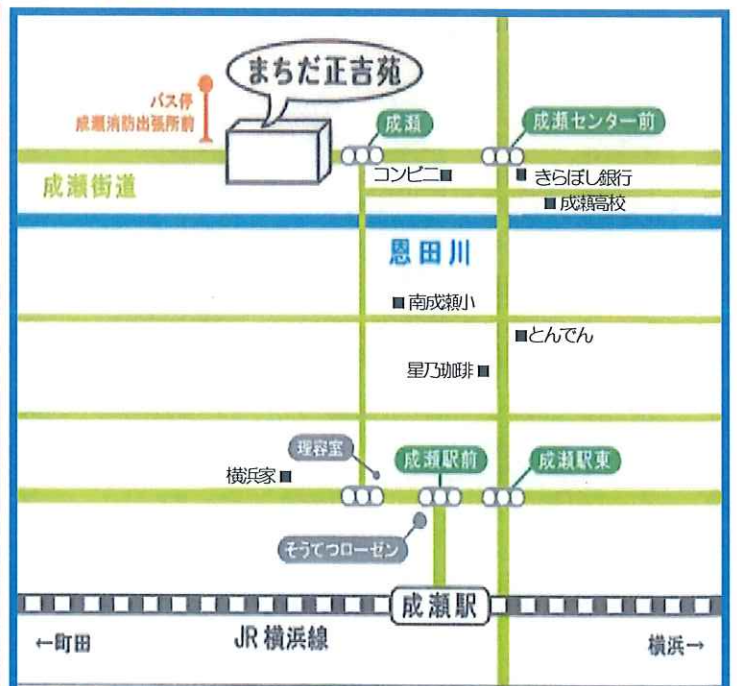 まちだ正吉苑
バス停
成瀬消防出張所前
成瀬
成瀬センター前
コンビニ■
■ きらぼし銀行
成瀬街道
■成瀬高校
恩田川
■南成瀬小
■とんでん
星乃珈琲■
理容室
成瀬駅前
成瀬駅東
横浜家■
そうてつローゼン
成瀬駅
←町田
JR横浜線
横浜→